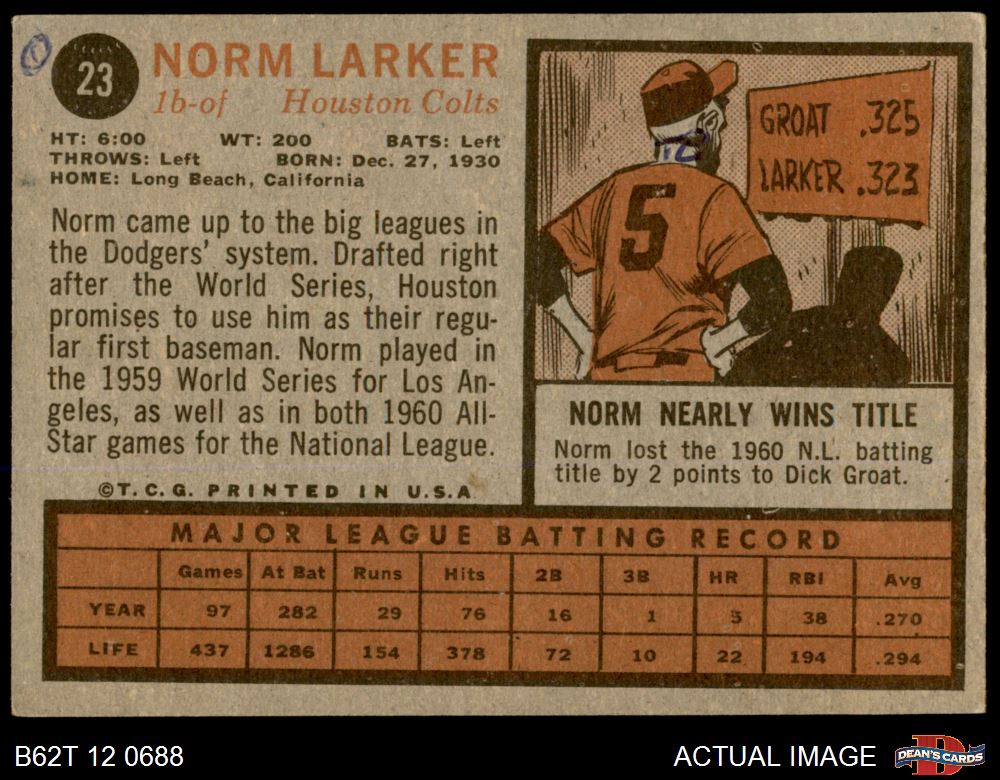 23
NORM LARKER
1b-of Houston Colts
HT: 6:00 WT: 200 BATS: Left
THROWS: Left BORN: Dec. 27, 1930
HOME: Long Beach, California
Norm came up to the big leagues in
the Dodgers' system. Drafted right
after the World Series, Houston
promises to use him as their regu-
lar first baseman. Norm played in
the 1959 World Series for Los An-
geles, as well as in both 1960 All-
Star games for the National League.
©T.C.G. PRINTED IN U.S.A.
GROAT .325
LARKER .323
5
12
NORM NEARLY WINS TITLE
Norm lost the 1960 N.L. batting
title by 2 points to Dick Groat.
MAJOR LEAGUE BATTING RECORD
Games At Bat Runs Hits 2B 3B HR RBI Avg
YEAR 97 282 29 76 16 1 5 38 .270
LIFE 437 1286 154 378 72 10 22 194 .294
B62T 12 0688
ACTUAL IMAGE
D
DEAN'S CARDS